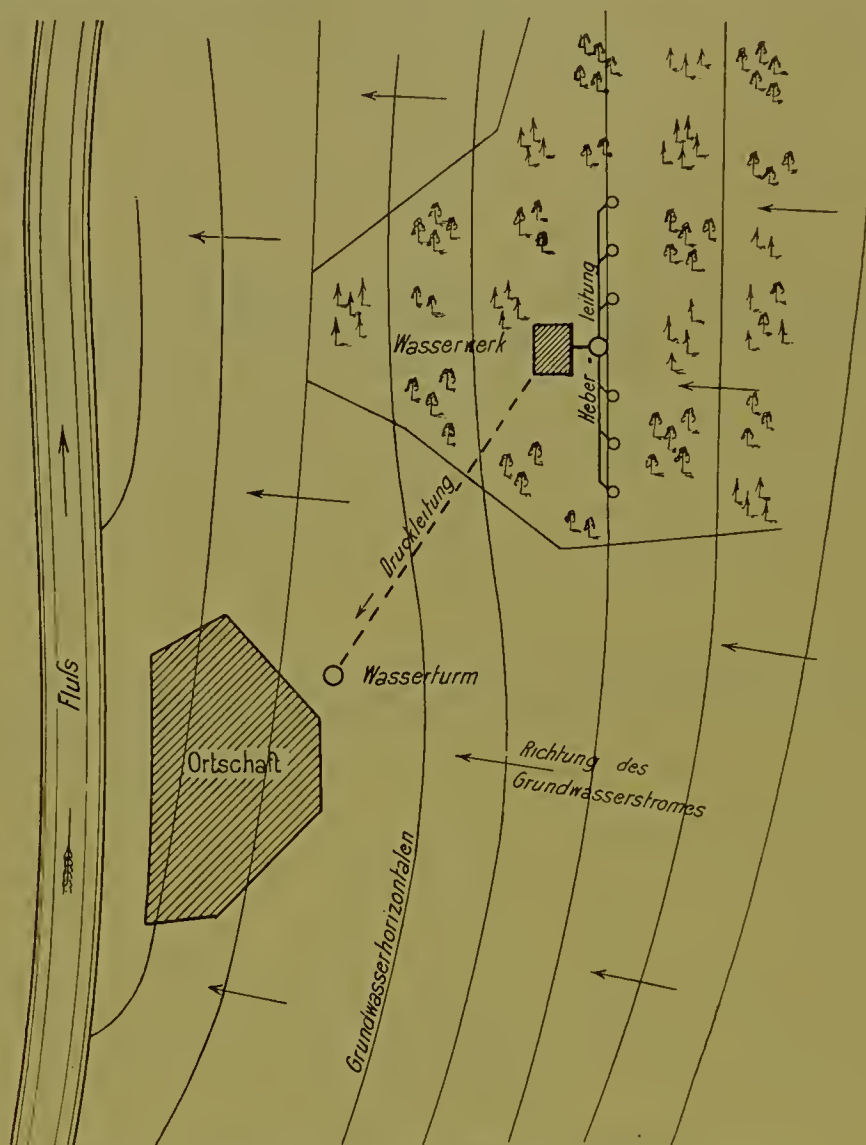 Heber-leitung
Wasserwerk
Druckleitung
Fluſs
Wasserturm
Ortschaft
Richtung des
Grundwasserstromes
Grundwasserhorizontalen